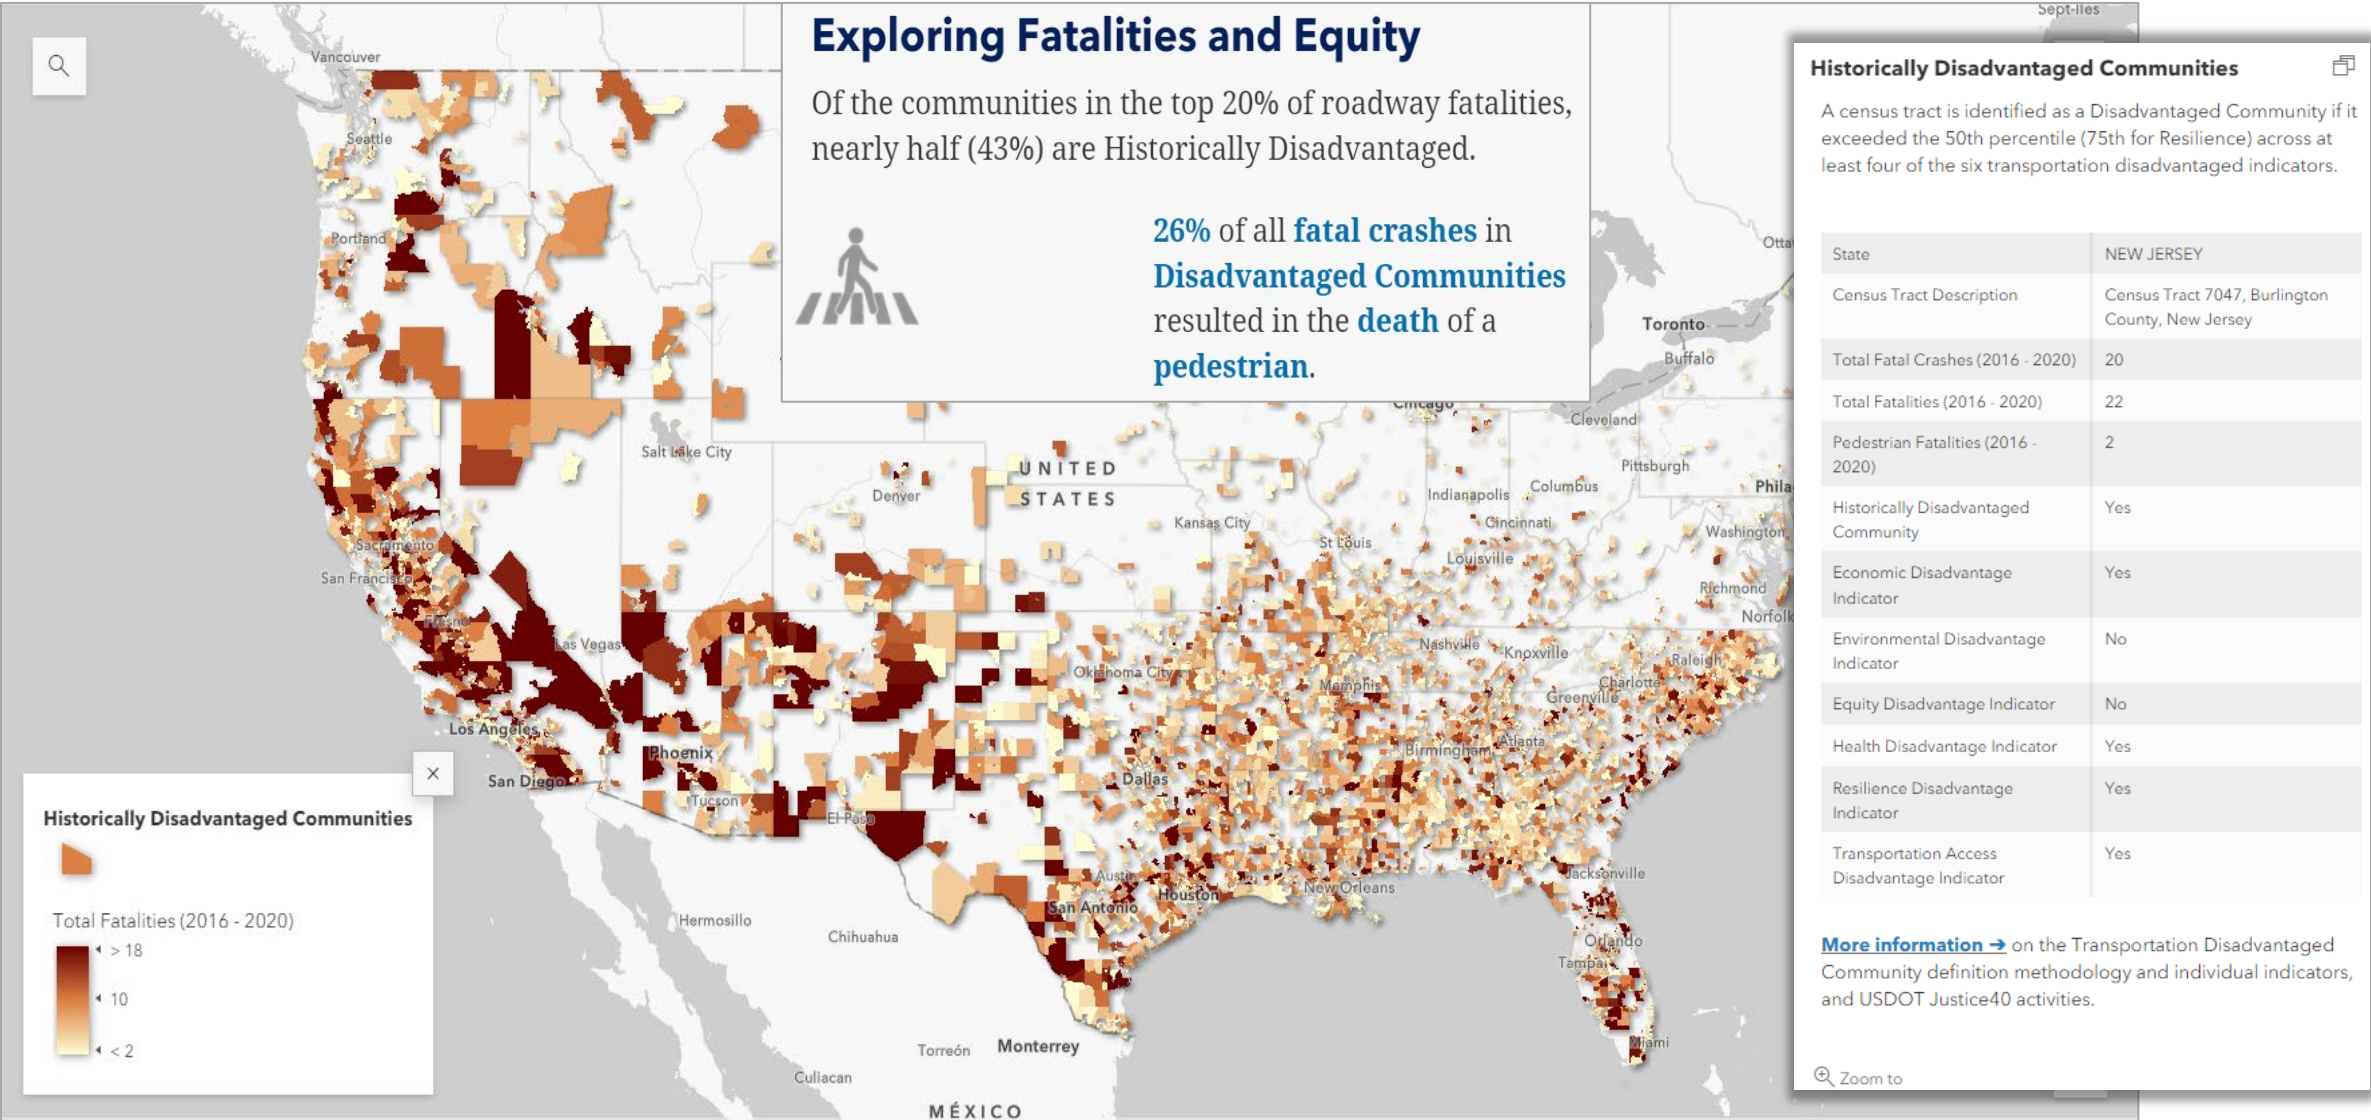 Exploring Fatalities and Equity
Of the communities in the top 20% of roadway fatalities,
nearly half (43%) are Historically Disadvantaged.
26% of all fatal crashes in
Disadvantaged Communities
resulted in the death of a
pedestrian.
Historically Disadvantaged Communities
A census tract is identified as a Disadvantaged Community if it
exceeded the 50th percentile (75th for Resilience) across at
least four of the six transportation disadvantaged indicators.
State NEW JERSEY
Census Tract Description Census Tract 7047, Burlington
County, New Jersey
Total Fatal Crashes (2016 - 2020) 20
Total Fatalities (2016 - 2020) 22
Pedestrian Fatalities (2016 - 2
2020)
Historically Disadvantaged Yes
Community
Economic Disadvantage Yes
Indicator
Environmental Disadvantage No
Indicator
Equity Disadvantage Indicator No
Health Disadvantage Indicator Yes
Resilience Disadvantage Yes
Indicator
Transportation Access Yes
Disadvantage Indicator
More information ➔ on the Transportation Disadvantaged
Community definition methodology and individual indicators,
and USDOT Justice40 activities.
Zoom to
Historically Disadvantaged Communities
Total Fatalities (2016 - 2020)
> 18
10
< 2
Sept-Iles
Vancouver
Seattle
Portland
Otta
Toronto
Buffalo
Chicago
Cleveland
Salt Lake City
UNITED
STATES
Denver
Pittsburgh
Indianapolis
Columbus
Phila
Kansas City
Cincinnati
Washington
Sacramento
St Louis
Louisville
San Francisco
Richmond
Norfolk
Fresno
Las Vegas
Nashville
Knoxville
Raleigh
Oklahoma City
Memphis
Charlotte
Greenville
Los Angeles
Phoenix
Birmingham
Atlanta
San Diego
Dallas
Tucson
El Paso
Austin
Jacksonville
Houston
New Orleans
San Antonio
Hermosillo
Chihuahua
Orlando
Tampa
Miami
Torreón
Monterrey
Culiacan
MÉXICO